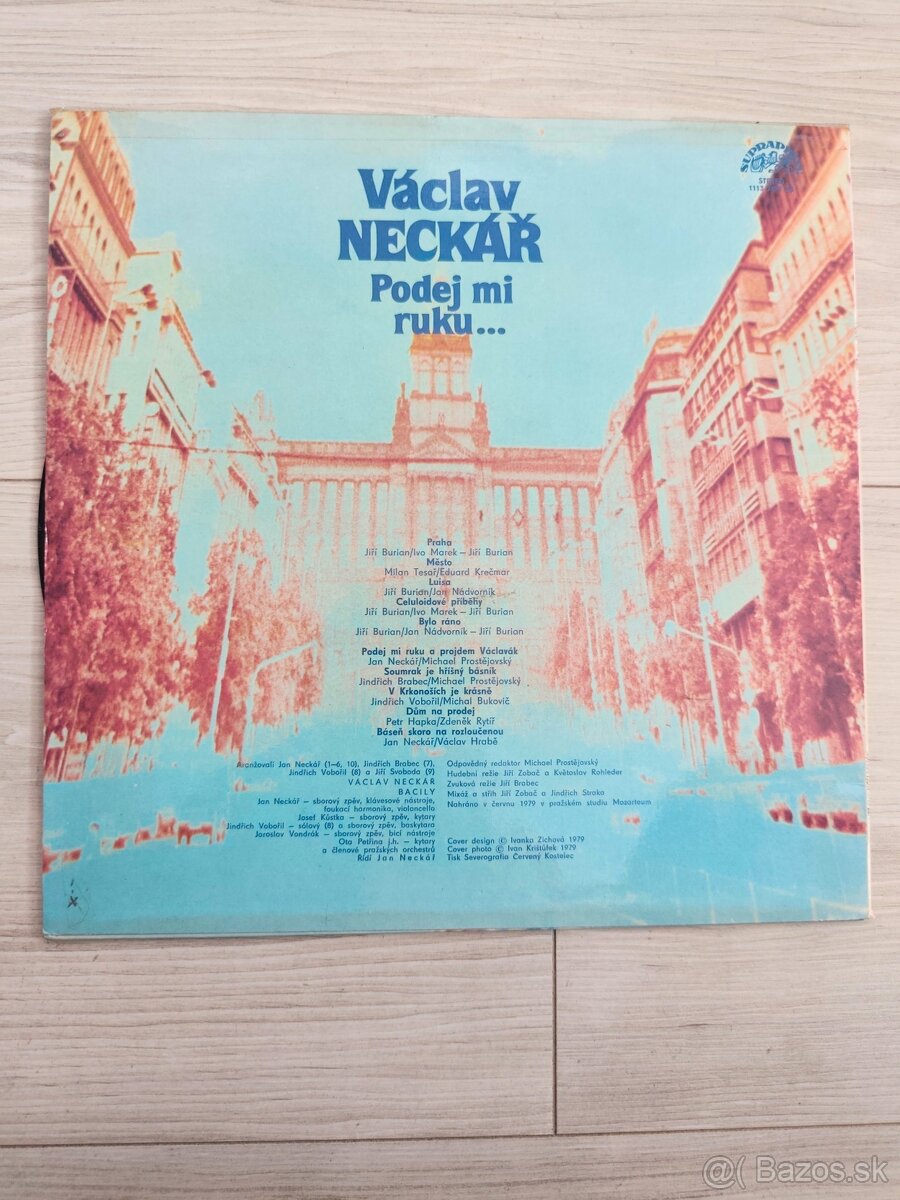 Václav
NECKÁŘ
Podej mi
ruku...
SUPRAPHON
Praha
Jiří Burian/Ivo Marek – Jiří Burian
Město
Milan Tesař/Eduard Krečmar
Luisa
Jiří Burian/Jan Nádvorník
Celuloidové příběhy
Jiří Burian/Ivo Marek – Jiří Burian
Bylo ráno
Jiří Burian/Jan Nádvorník – Jiří Burian
Podej mi ruku a projdem Václavák
Jan Neckář/Michael Prostějovský
Soumrak je hříšný básník
Jindřich Brabec/Michael Prostějovský
V Krkonoších je krásně
Jindřich Vobořil/Michal Bukovič
Dům na prodej
Petr Hapka/Zdeněk Rytíř
Báseň skoro na rozloučenou
Jan Neckář/Václav Hrabě
Aranžovali Jan Neckář (1–6, 10), Jindřich Brabec (7),
Jindřich Vobořil (8) a Jiří Svoboda (9)
VÁCLAV NECKÁŘ
BACILY
Jan Neckář – sborový zpěv, klávesové nástroje,
foukací harmonika, violoncello
Josef Kůstka – sborový zpěv, kytary
Jindřich Vobořil – sólový (8) a sborový zpěv, baskytara
Jaroslav Vondrák – sborový zpěv, bicí nástroje
Ota Petřina j.h. – kytary
a členové pražských orchestrů
Řídí Jan Neckář
Odpovědný redaktor Michael Prostějovský
Hudební režie Jiří Zobač a Květoslav Rohleder
Zvuková režie Jiří Brabec
Mixáž a střih Jiří Zobač a Jindřich Straka
Nahráno v červnu 1979 v pražském studiu Mozarteum
Cover design © Ivanka Zichová 1979
Cover photo © Ivan Krištůfek 1979
Tisk Severografia Červený Kostelec
@( Bazos.sk